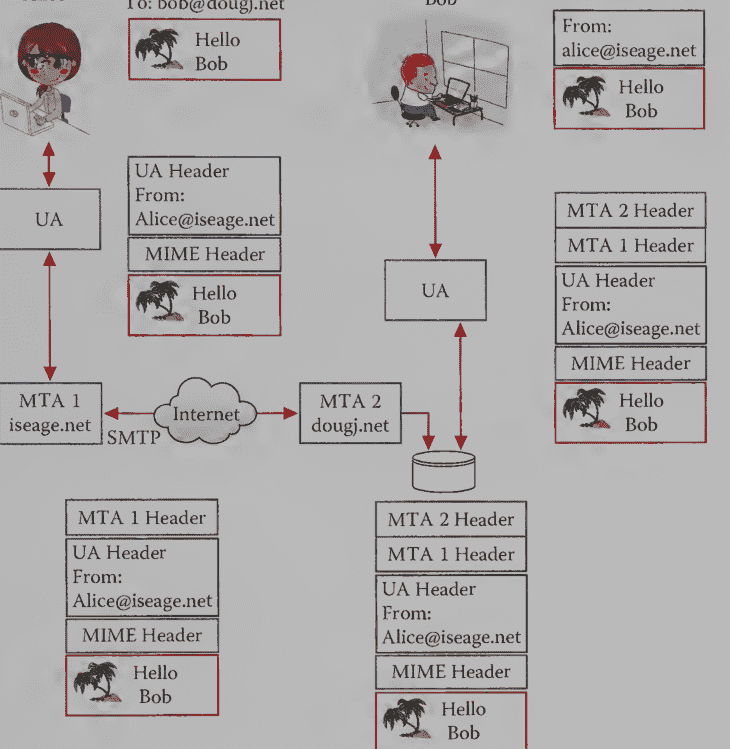 To: bob@dougj.net
Hello
Bob
Bob
From:
alice@iseage.net
Hello
Bob
UA
UA Header
From:
Alice@iseage.net
MIME Header
Hello
Bob
UA
MTA 2 Header
MTA 1 Header
UA Header
From:
Alice@iseage.net
MIME Header
Hello
Bob
MTA 1
iseage.net
SMTP
Internet
MTA 2
dougj.net
MTA 1 Header
UA Header
From:
Alice@iseage.net
MIME Header
Hello
Bob
MTA 2 Header
MTA 1 Header
UA Header
From:
Alice@iseage.net
MIME Header
Hello
Bob